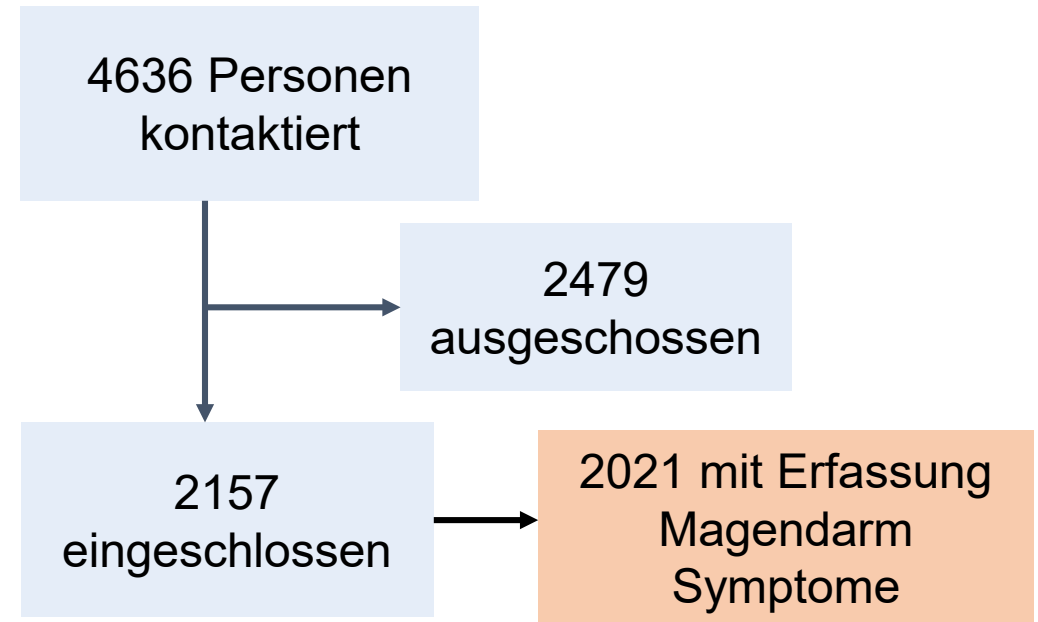 4636 Personen
kontaktiert
2479
ausgeschossen
2157
eingeschlossen
2021 mit Erfassung
Magendarm
Symptome